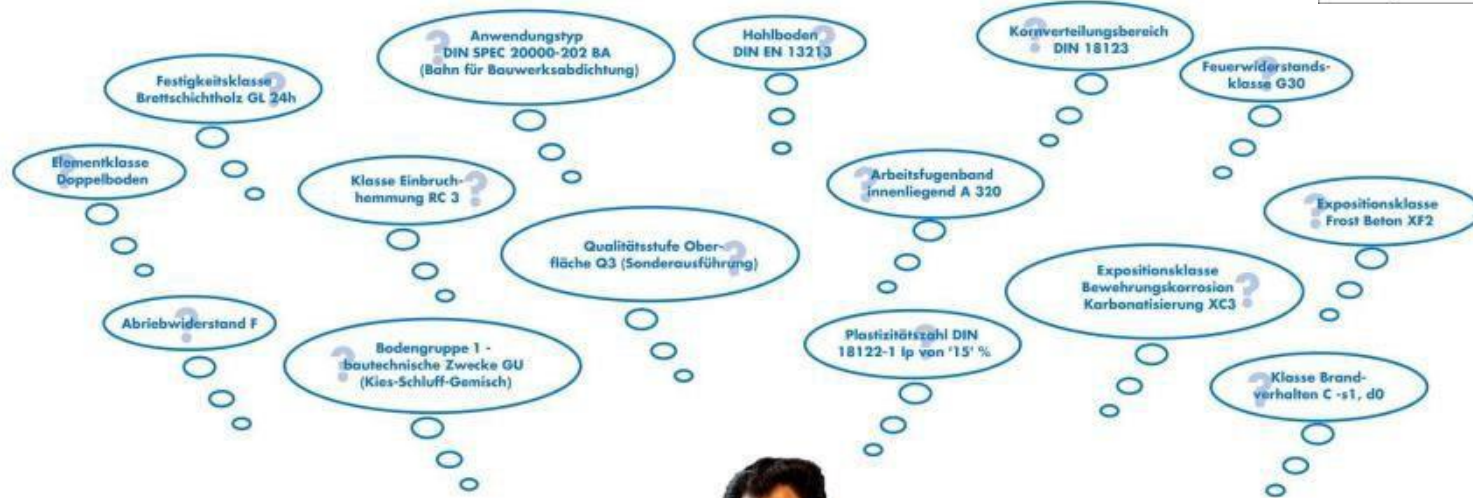 Anwendungstyp
DIN SPEC 20000-202 BA
(Bahn für Bauwerksabdichtung)
Hohlboden
DIN EN 13213
Kornverteilungsbereich
DIN 18123
Festigkeitsklasse
Brettschichtholz GL 24h
Feuerwiderstands-
klasse G30
Elementklasse
Doppelboden
Klasse Einbruch-
hemmung RC 3
Arbeitsfugenband
innenliegend A 320
Expositionsklasse
Frost Beton XF2
Qualitätsstufe Ober-
fläche Q3 (Sonderausführung)
Expositionsklasse
Bewehrungskorrosion
Karbonatisierung XC3
Abriebwiderstand F
Bodengruppe 1 -
bautechnische Zwecke GU
(Kies-Schluff-Gemisch)
Plastizitätszahl DIN
18122-1 Ip von '15' %
Klasse Brand-
verhalten C -s1, d0